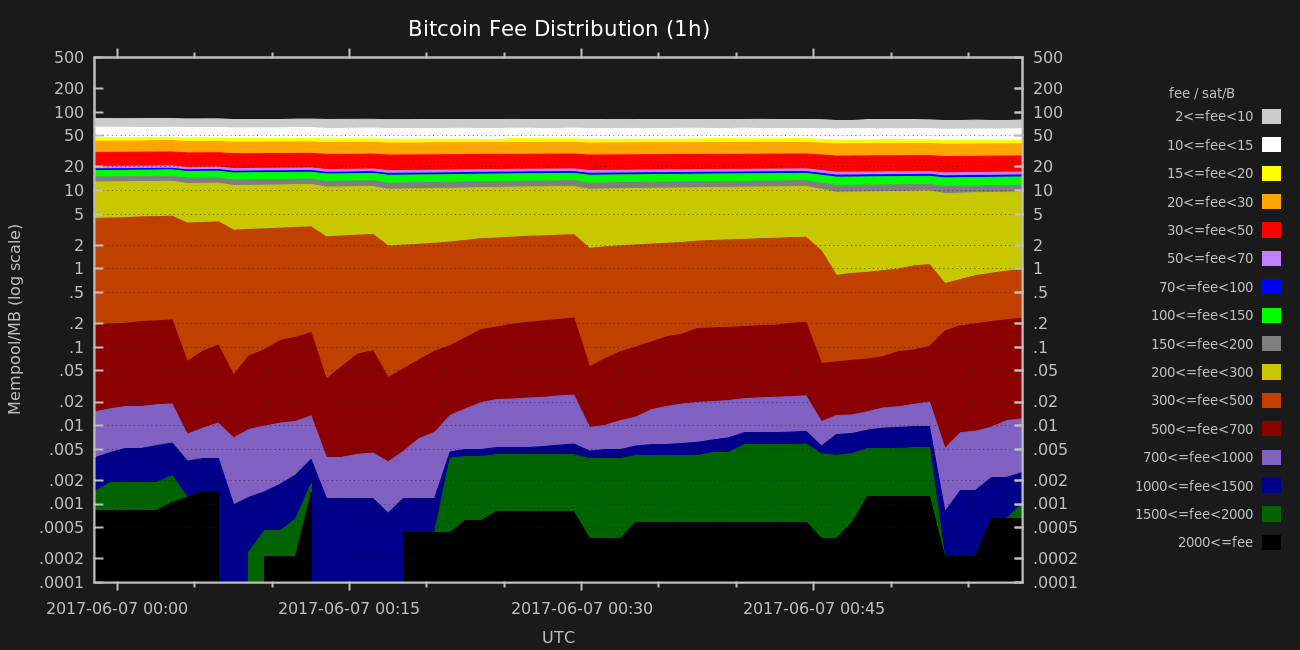 Bitcoin Fee Distribution (1h)
500 500
200 200
100 100
50 50
20 20
10 10
5 5
2 2
1 1
.5 .5
.2 .2
.1 .1
.05 .05
.02 .02
.01 .01
.005 .005
.002 .002
.001 .001
.0005 .0005
.0002 .0002
.0001 .0001
Mempool/MB (log scale)
2017-06-07 00:00 2017-06-07 00:15 2017-06-07 00:30 2017-06-07 00:45
UTC
fee / sat/B
2<=fee<10
10<=fee<15
15<=fee<20
20<=fee<30
30<=fee<50
50<=fee<70
70<=fee<100
100<=fee<150
150<=fee<200
200<=fee<300
300<=fee<500
500<=fee<700
700<=fee<1000
1000<=fee<1500
1500<=fee<2000
2000<=fee